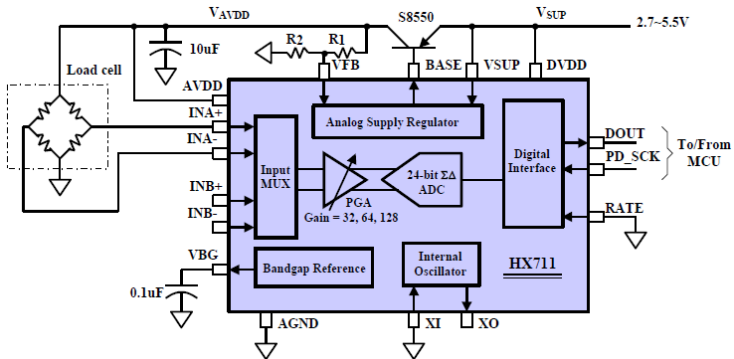 V_AVDD S8550 V_SUP 2.7~5.5V
R2 R1
10uF
Load cell VFB BASE VSUP DVDD
AVDD
INA+ Analog Supply Regulator
INA- DOUT To/From
Input MUX 24-bit ΣΔ ADC Digital Interface PD_SCK MCU
INB+ PGA
INB- Gain = 32, 64, 128 RATE
VBG Bandgap Reference Internal Oscillator HX711
0.1uF
AGND XI XO